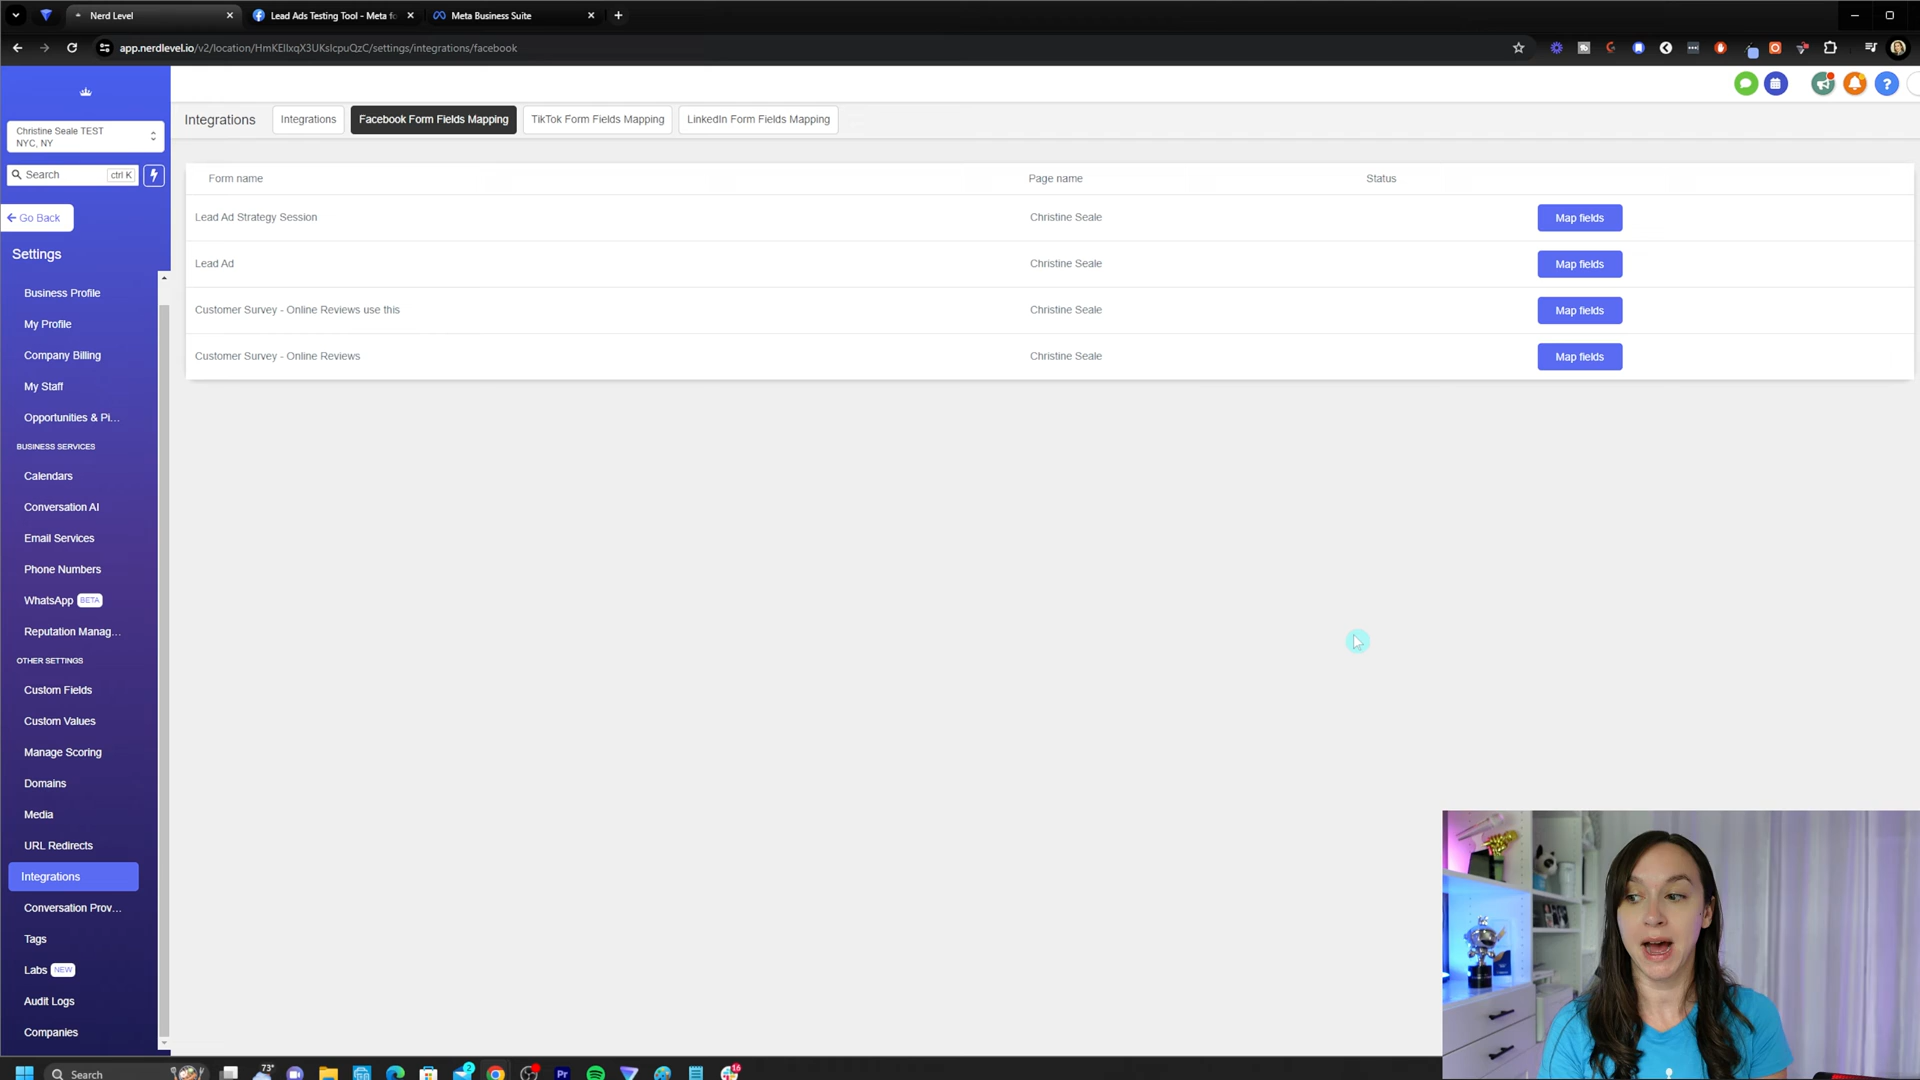 Nerd Level
Lead Ads Testing Tool - Meta fo
Meta Business Suite
app.nerdlevel.io/v2/location/HmKEIlxqX3UKslcpuQzC/settings/integrations/facebook
Christine Seale TEST
NYC, NY
Search
ctrl K
Go Back
Settings
Business Profile
My Profile
Company Billing
My Staff
Opportunities & Pi...
BUSINESS SERVICES
Calendars
Conversation AI
Email Services
Phone Numbers
WhatsApp BETA
Reputation Manag...
OTHER SETTINGS
Custom Fields
Custom Values
Manage Scoring
Domains
Media
URL Redirects
Integrations
Conversation Prov...
Tags
Labs NEW
Audit Logs
Companies
Integrations
Integrations
Facebook Form Fields Mapping
TikTok Form Fields Mapping
LinkedIn Form Fields Mapping
Form name Page name Status
Lead Ad Strategy Session Christine Seale Map fields
Lead Ad Christine Seale Map fields
Customer Survey - Online Reviews use this Christine Seale Map fields
Customer Survey - Online Reviews Christine Seale Map fields
Search
73°
2
Pr
16